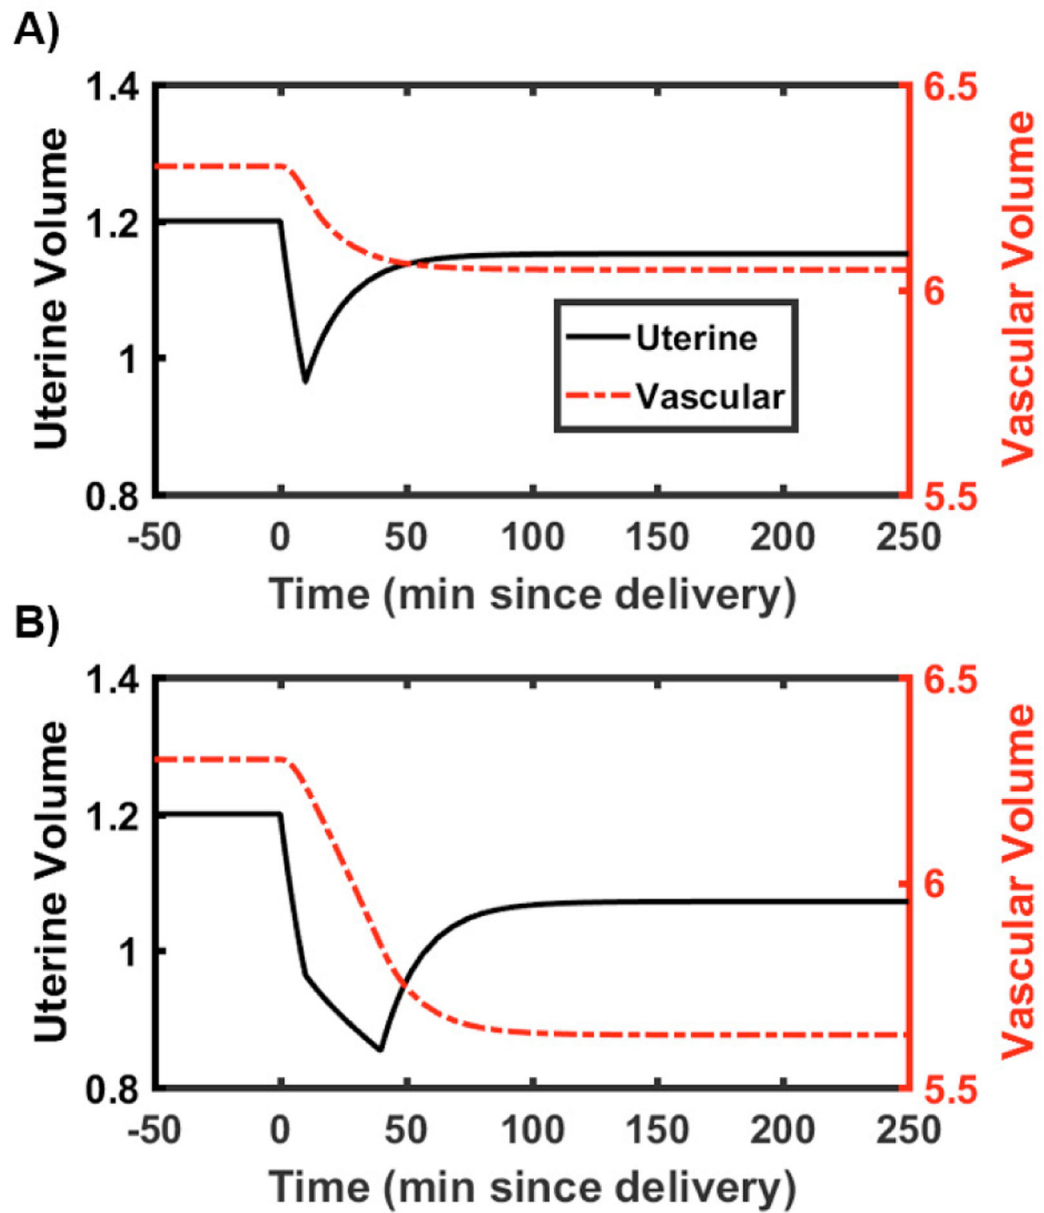 A)
1.4
1.2
1
0.8
Uterine Volume
6.5
6
5.5
Vascular Volume
Uterine
Vascular
-50 0 50 100 150 200 250
Time (min since delivery)
B)
1.4
1.2
1
0.8
Uterine Volume
6.5
6
5.5
Vascular Volume
-50 0 50 100 150 200 250
Time (min since delivery)